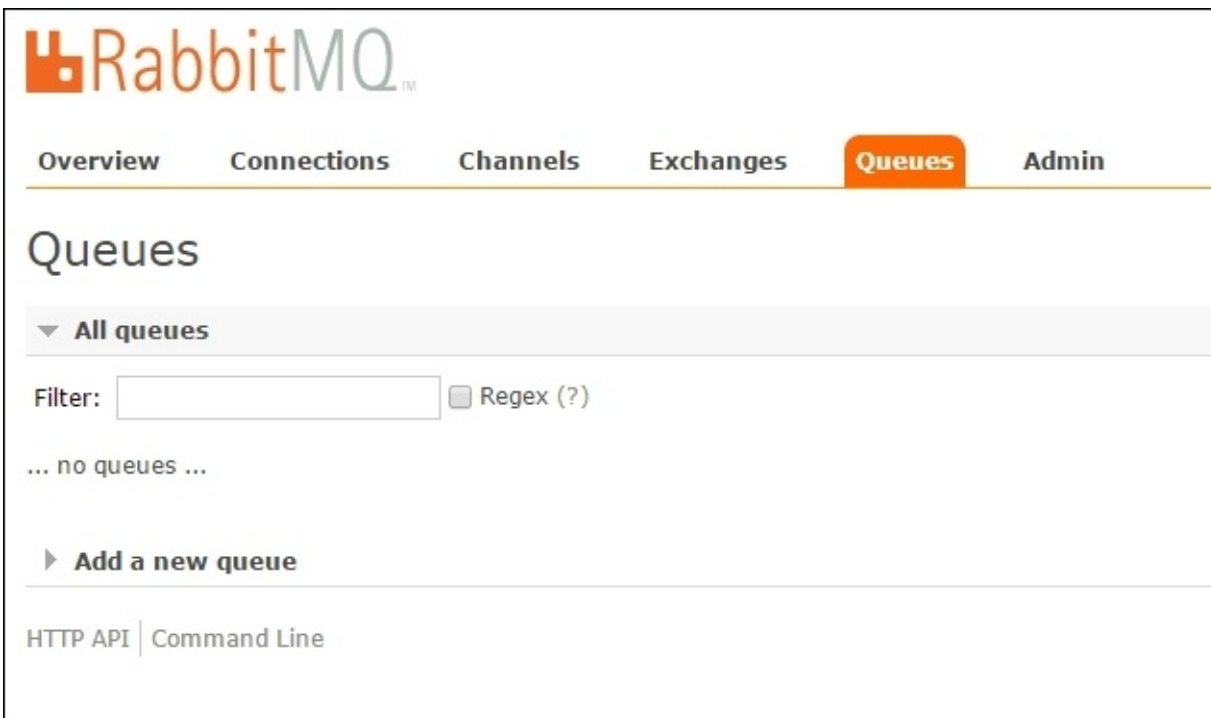 RabbitMQ TM
Overview Connections Channels Exchanges Queues Admin
Queues
All queues
Filter: Regex (?)
... no queues ...
Add a new queue
HTTP API Command Line